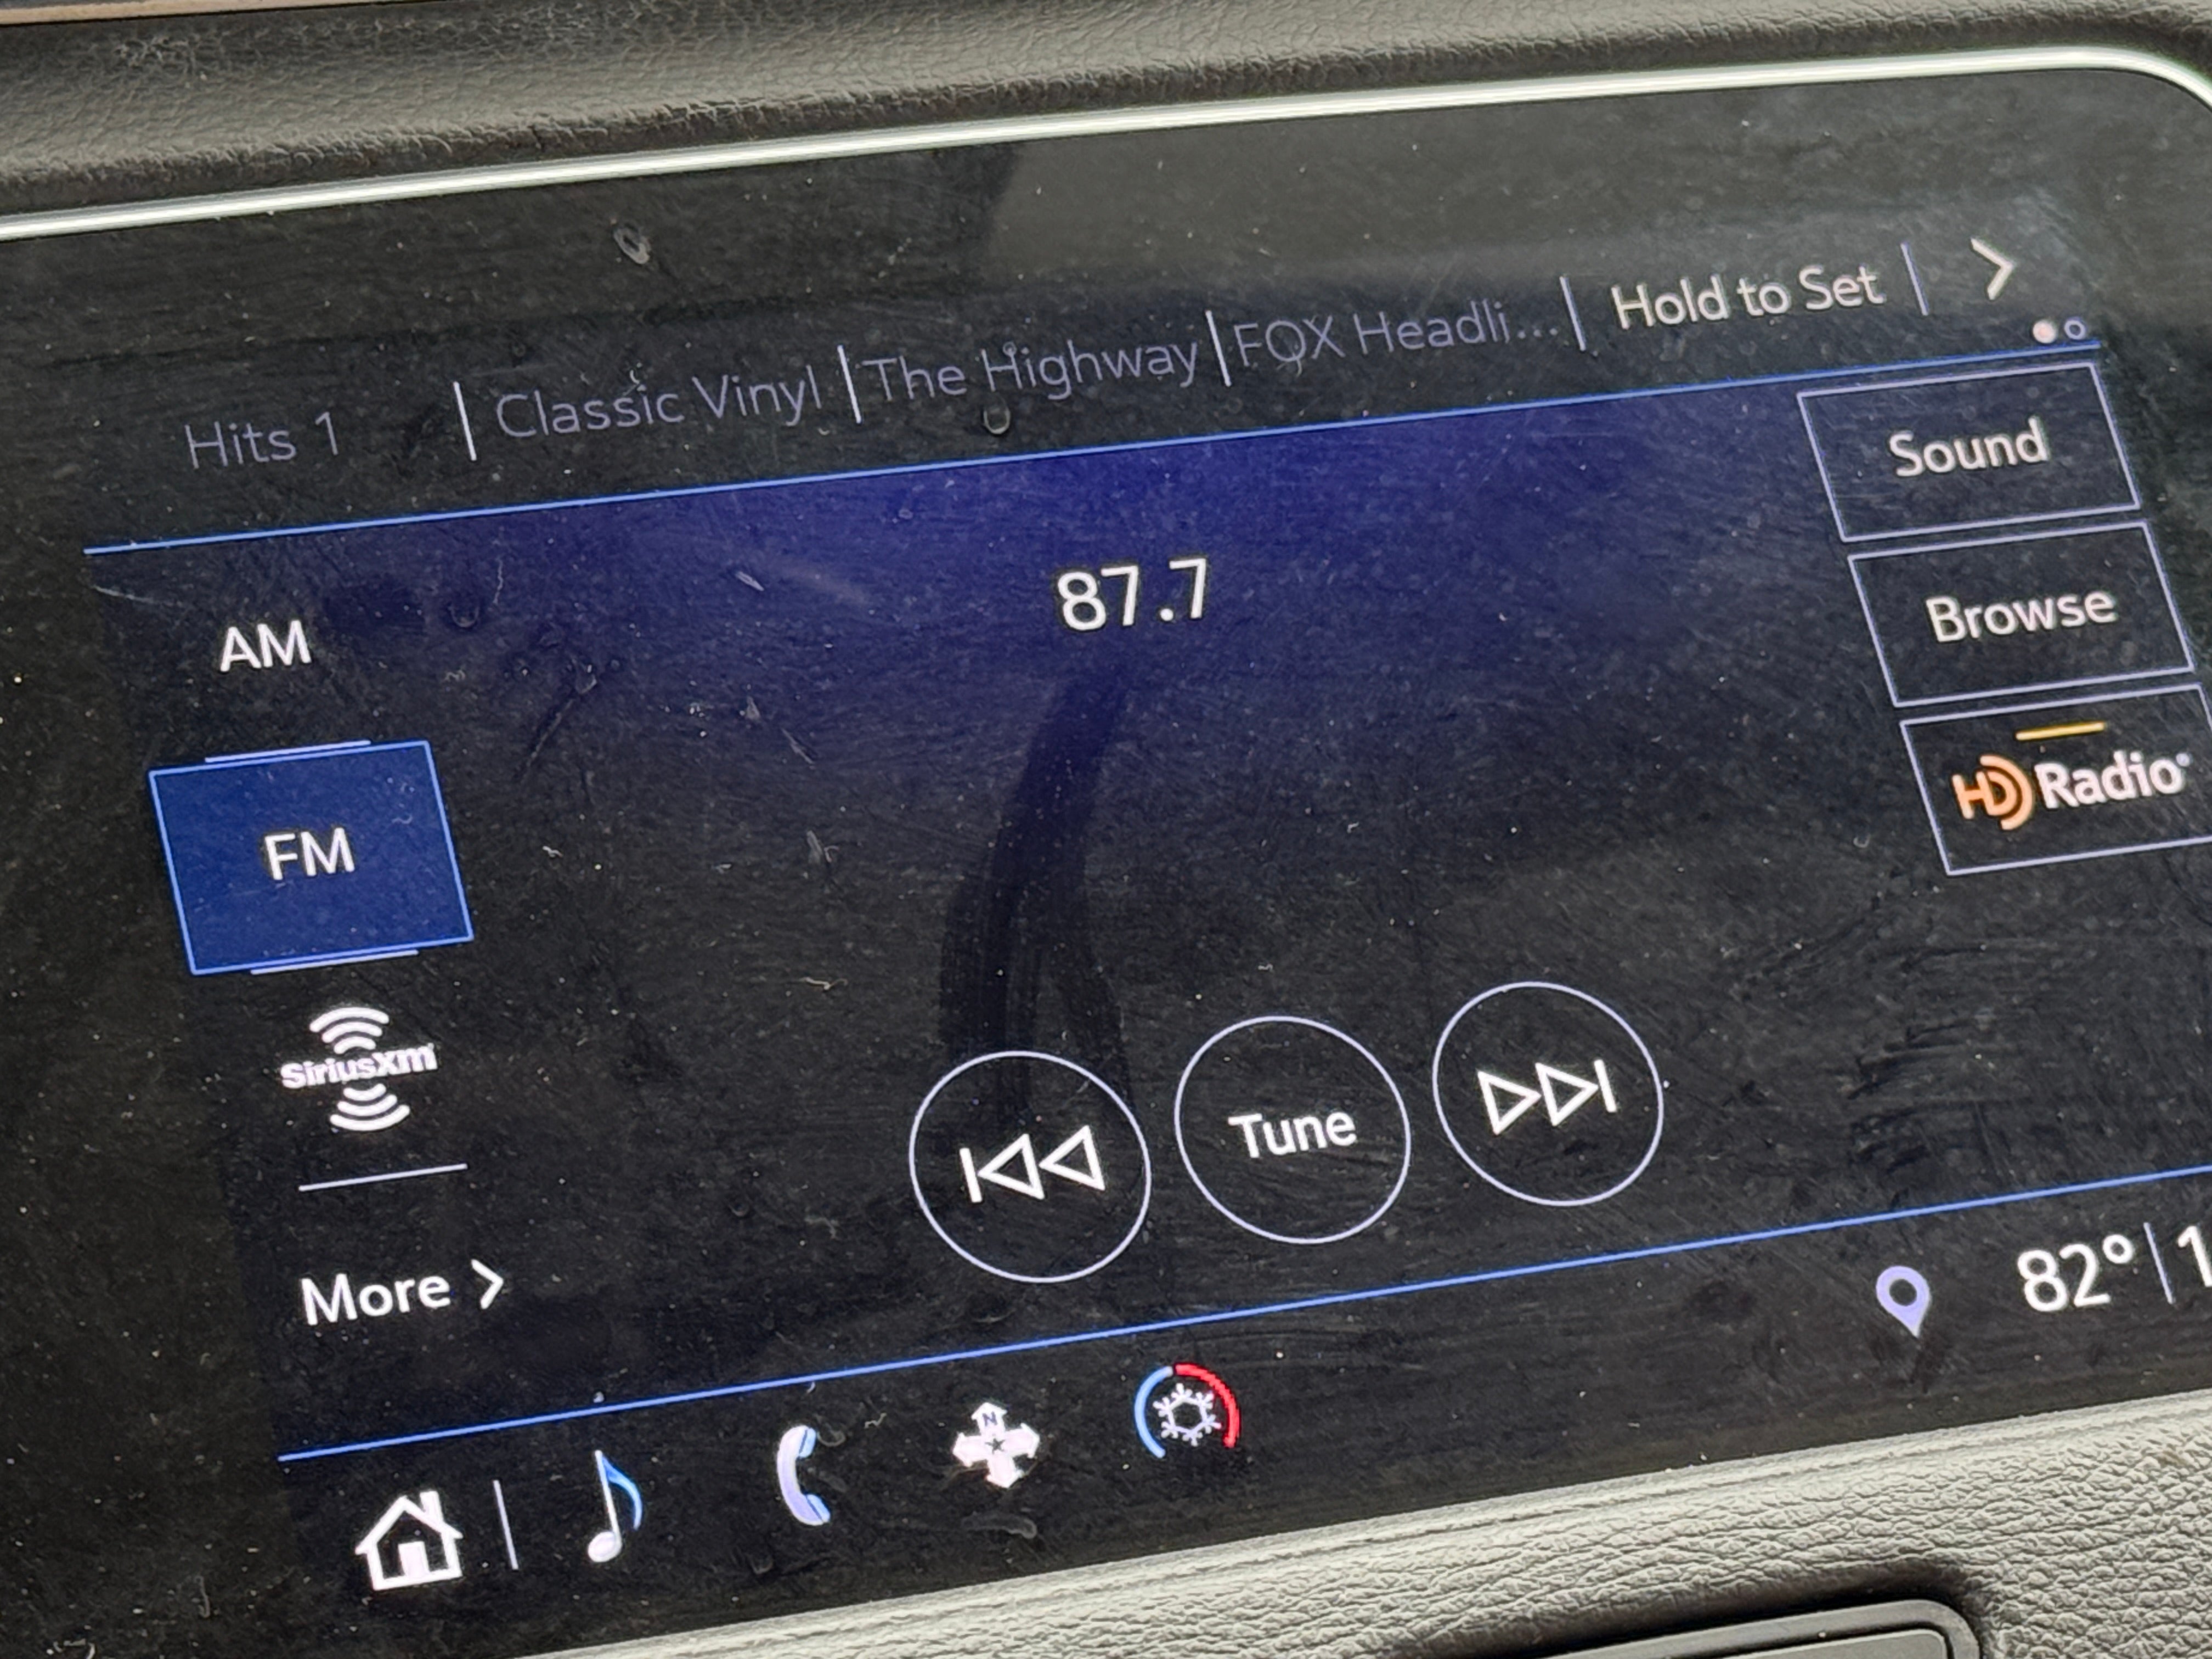 Hits 1 | Classic Vinyl | The Highway | FOX Headli... | Hold to Set | >
Sound
87.7
Browse
AM
HD Radio
FM
SiriusXm
Tune
More >
82° | 1
N